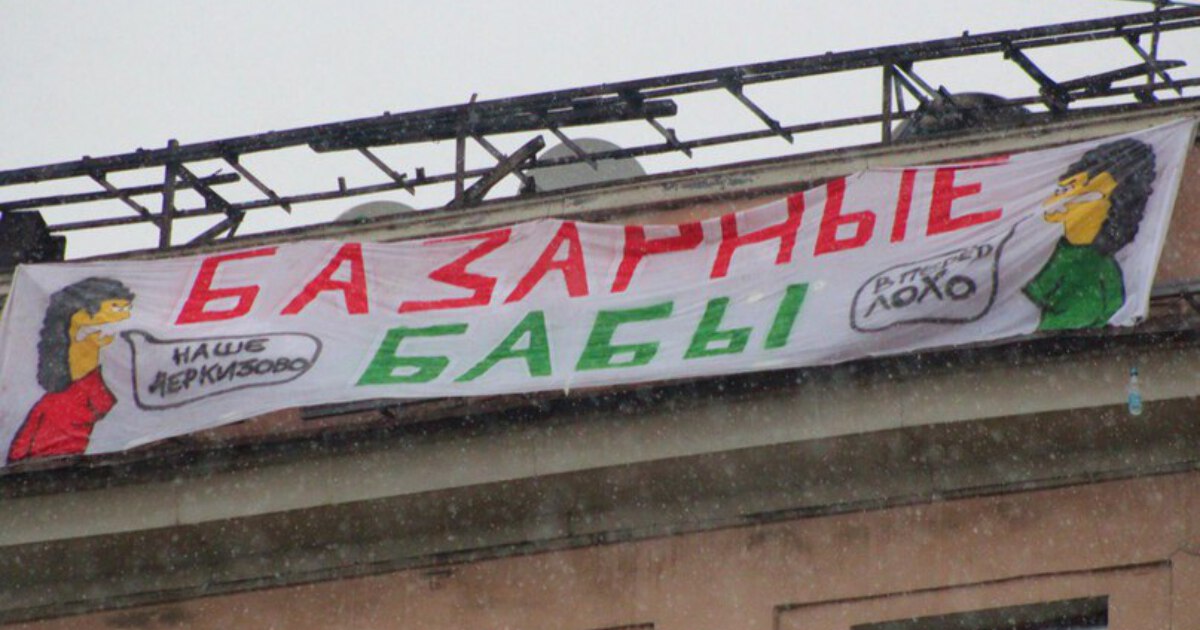 БАЗАРНЫЕ
БАБЫ
НАШЕ
ЧЕРКИЗОВО
ВПЕРЁД
ЛОХО